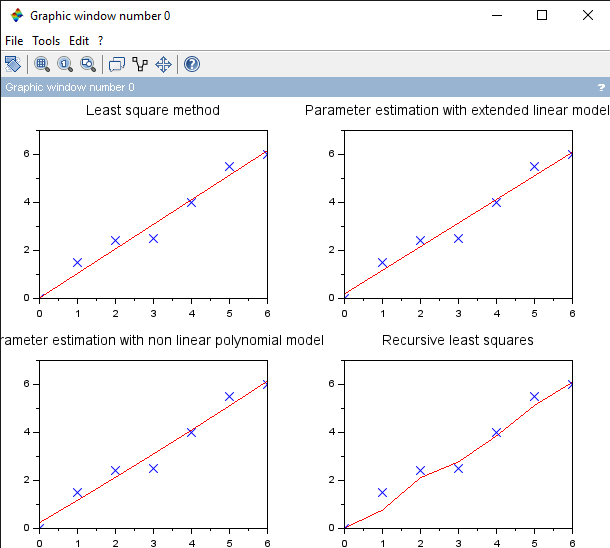 Graphic window number 0
File Tools Edit ?
Graphic window number 0 ?
Least square method
6
4
2
0
0 1 2 3 4 5 6
Parameter estimation with extended linear model
6
4
2
0
0 1 2 3 4 5 6
rameter estimation with non linear polynomial model
6
4
2
0
0 1 2 3 4 5 6
Recursive least squares
6
4
2
0
0 1 2 3 4 5 6